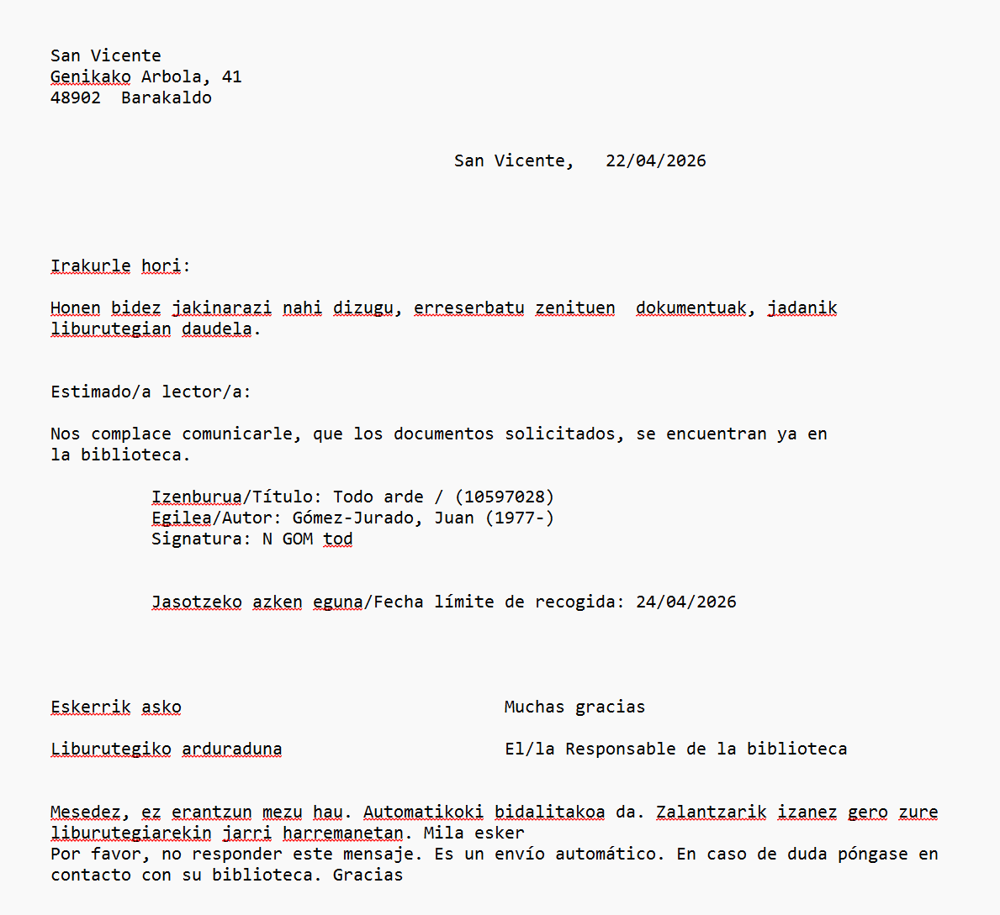 San Vicente
Genikako Arbola, 41
48902  Barakaldo
San Vicente,   22/04/2026
Irakurle hori:
Honen bidez jakinarazi nahi dizugu, erreserbatu zenituen  dokumentuak, jadanik
liburutegian daudela.
Estimado/a lector/a:
Nos complace comunicarle, que los documentos solicitados, se encuentran ya en
la biblioteca.
Izenburua/Título: Todo arde / (10597028)
Egilea/Autor: Gómez-Jurado, Juan (1977-)
Signatura: N GOM tod
Jasotzeko azken eguna/Fecha límite de recogida: 24/04/2026
Eskerrik asko                                Muchas gracias
Liburutegiko arduraduna                      El/la Responsable de la biblioteca
Mesedez, ez erantzun mezu hau. Automatikoki bidalitakoa da. Zalantzarik izanez gero zure
liburutegiarekin jarri harremanetan. Mila esker
Por favor, no responder este mensaje. Es un envío automático. En caso de duda póngase en
contacto con su biblioteca. Gracias